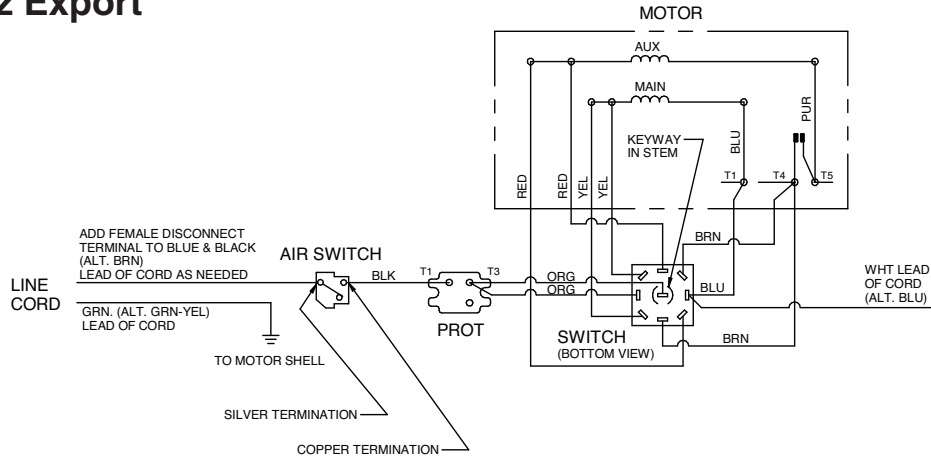 z Export
MOTOR
AUX
MAIN
KEYWAY
IN STEM
RED
RED
YEL
YEL
BLU
PUR
T1
T4
T5
ADD FEMALE DISCONNECT
TERMINAL TO BLUE & BLACK
(ALT. BRN)
LEAD OF CORD AS NEEDED
LINE
CORD
GRN. (ALT. GRN-YEL)
LEAD OF CORD
AIR SWITCH
BLK
T1
T3
PROT
ORG
ORG
BRN
BLU
BRN
WHT LEAD
OF CORD
(ALT. BLU)
SWITCH
(BOTTOM VIEW)
TO MOTOR SHELL
SILVER TERMINATION
COPPER TERMINATION